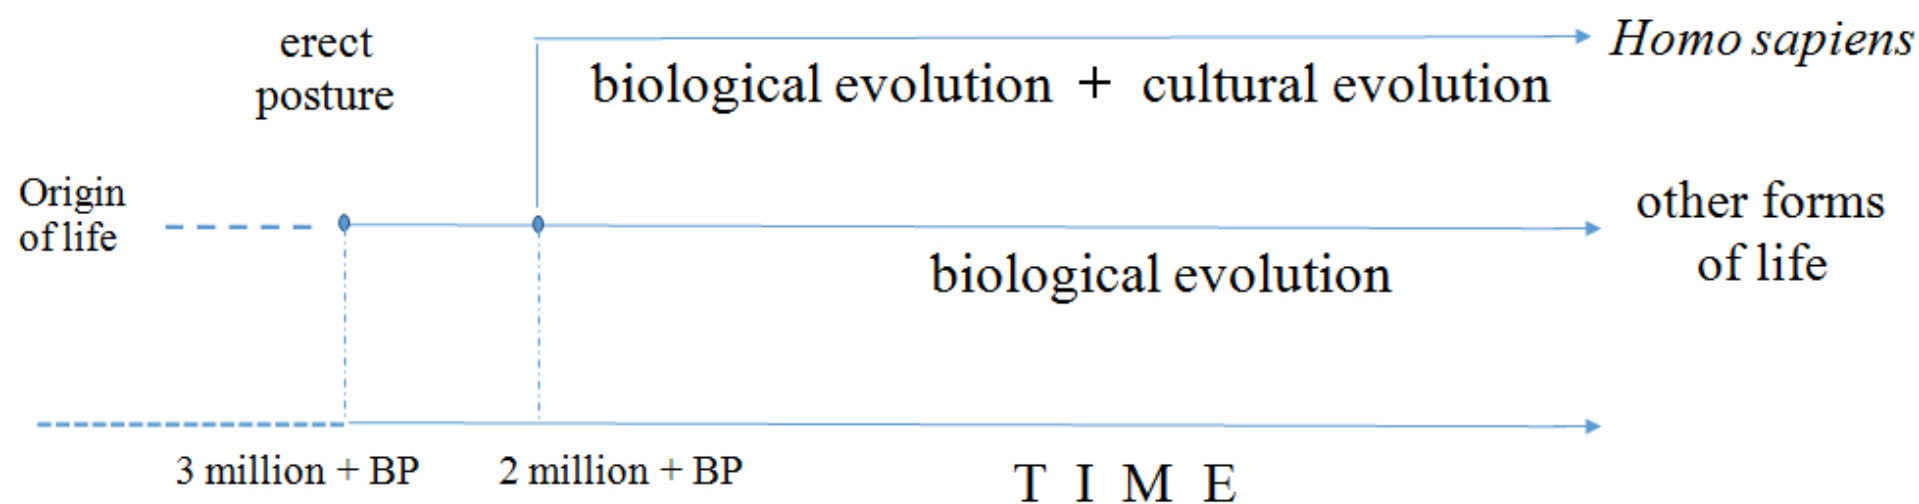 erect
posture
Homo sapiens
biological evolution + cultural evolution
Origin
of life
other forms
of life
biological evolution
3 million + BP
2 million + BP
T I M E